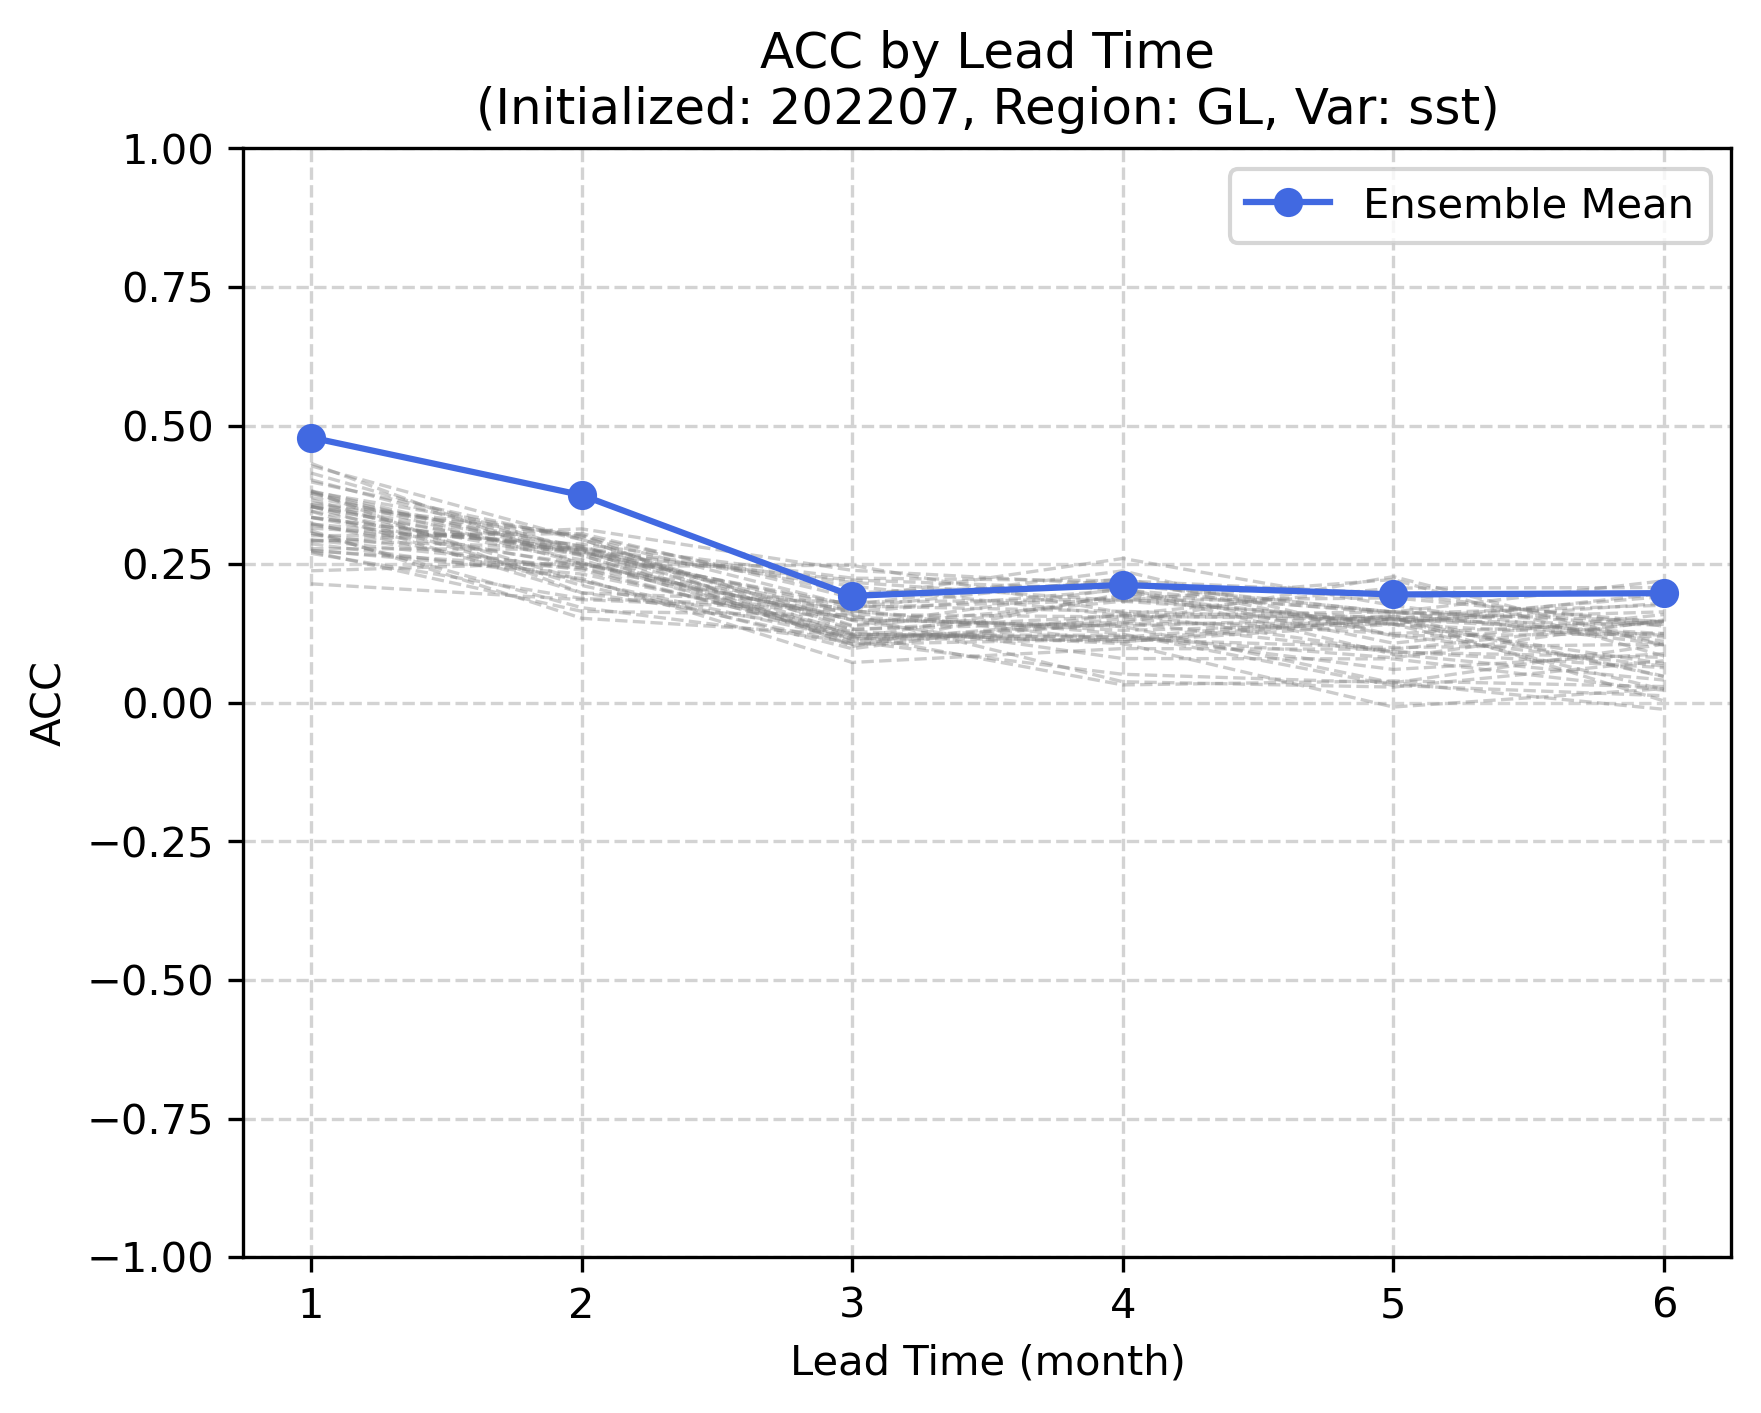 ACC by Lead Time
(Initialized: 202207, Region: GL, Var: sst)
Ensemble Mean
1.00
0.75
0.50
0.25
0.00
−0.25
−0.50
−0.75
−1.00
ACC
1 2 3 4 5 6
Lead Time (month)